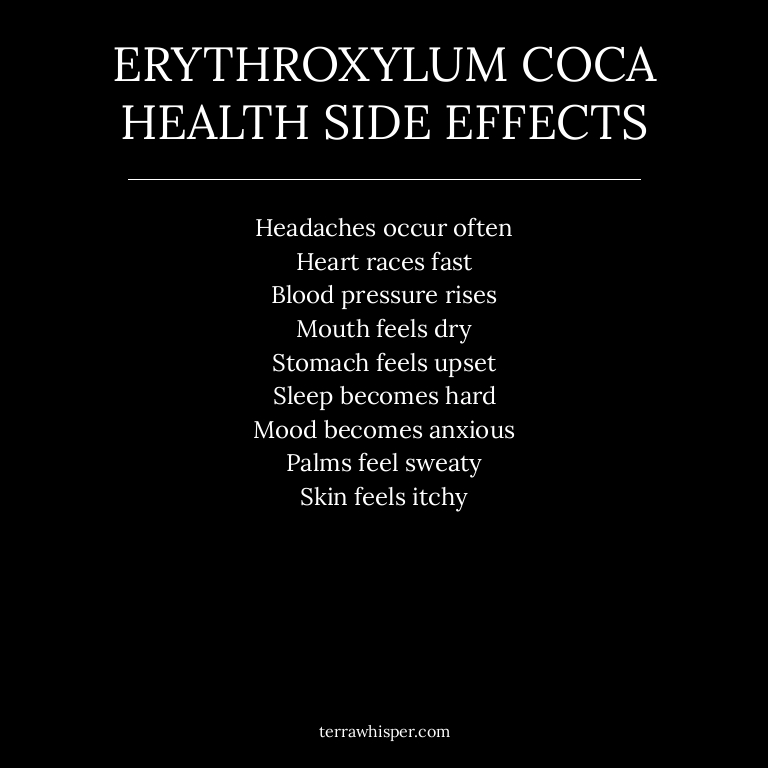 ERYTHROXYLUM COCA
HEALTH SIDE EFFECTS
Headaches occur often
Heart races fast
Blood pressure rises
Mouth feels dry
Stomach feels upset
Sleep becomes hard
Mood becomes anxious
Palms feel sweaty
Skin feels itchy
terrawhisper.com